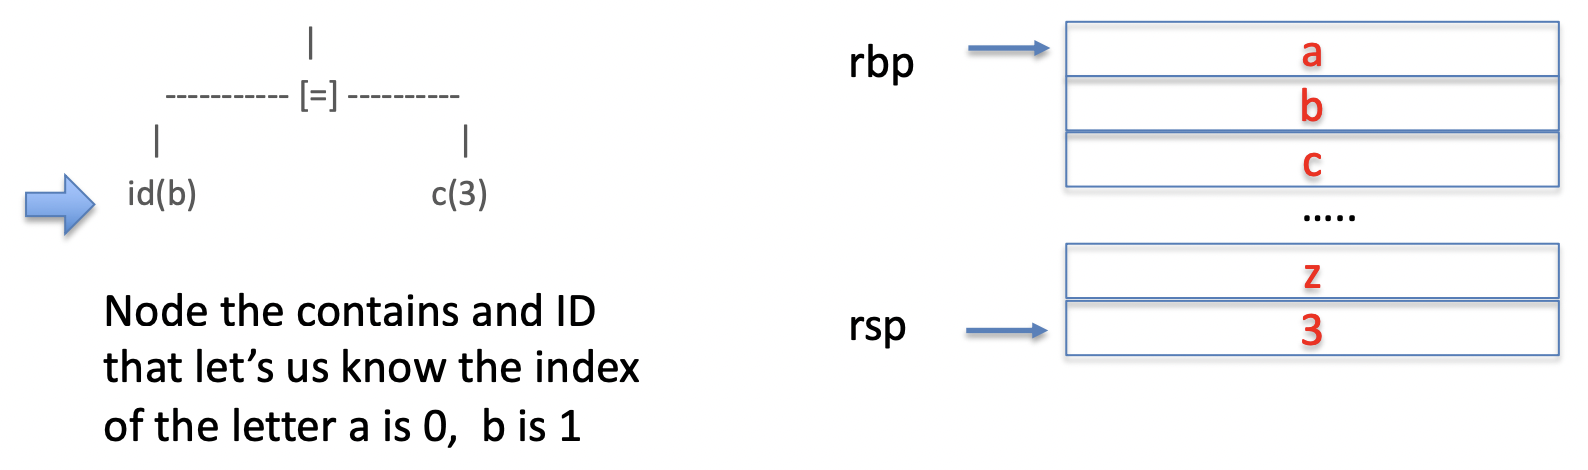 |
----------- [=] ----------
| |
id(b) c(3)
Node the contains and ID
that let’s us know the index
of the letter a is 0, b is 1
rbp
a
b
c
.....
z
rsp
3